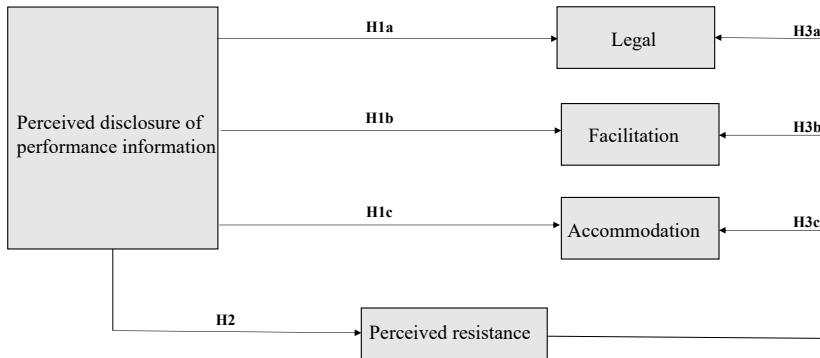 H1a
Legal
H3a
Perceived disclosure of
performance information
H1b
Facilitation
H3b
H1c
Accommodation
H3c
H2
Perceived resistance